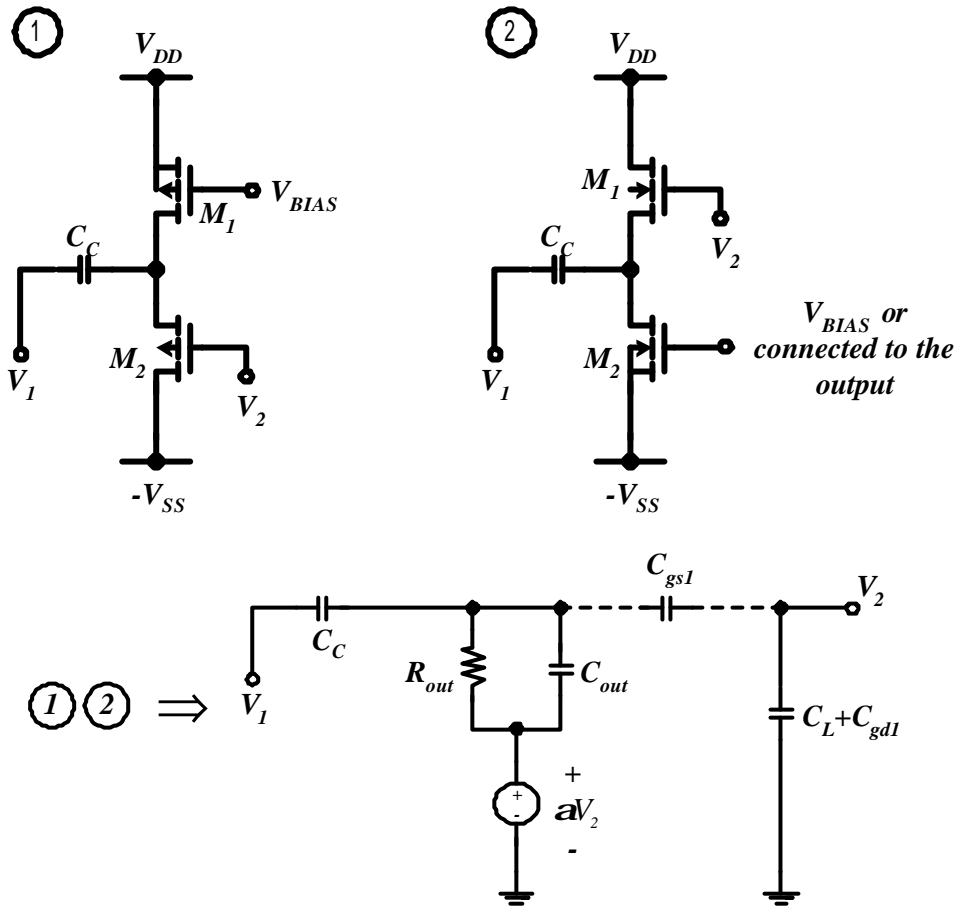 1
V_DD
V_BIAS
M_1
C_C
M_2
V_1
V_2
-V_SS
2
V_DD
M_1
V_2
C_C
V_BIAS or
connected to the
output
M_2
V_1
-V_SS
C_gs1
V_2
C_C
R_out
C_out
V_1
1 2 ⇒
C_L+C_gd1
+
+
-
aV_2
-